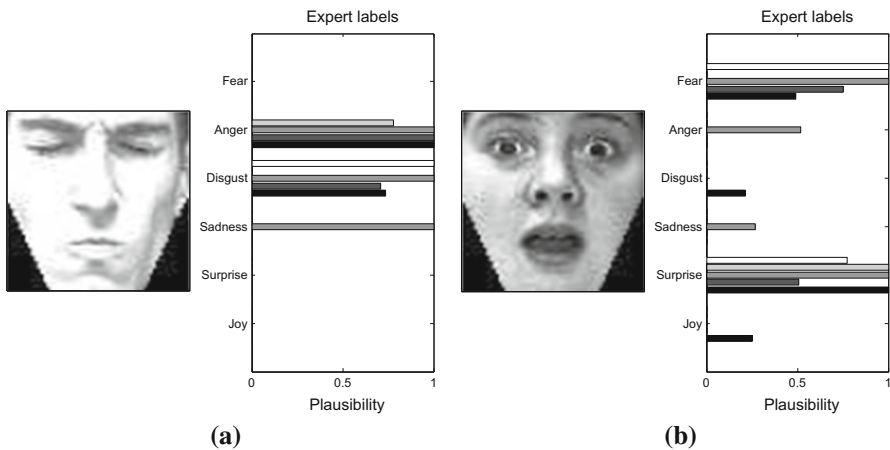 Expert labels
Fear
Anger
Disgust
Sadness
Surprise
Joy
0 0.5 1
Plausibility
(a)
Expert labels
Fear
Anger
Disgust
Sadness
Surprise
Joy
0 0.5 1
Plausibility
(b)